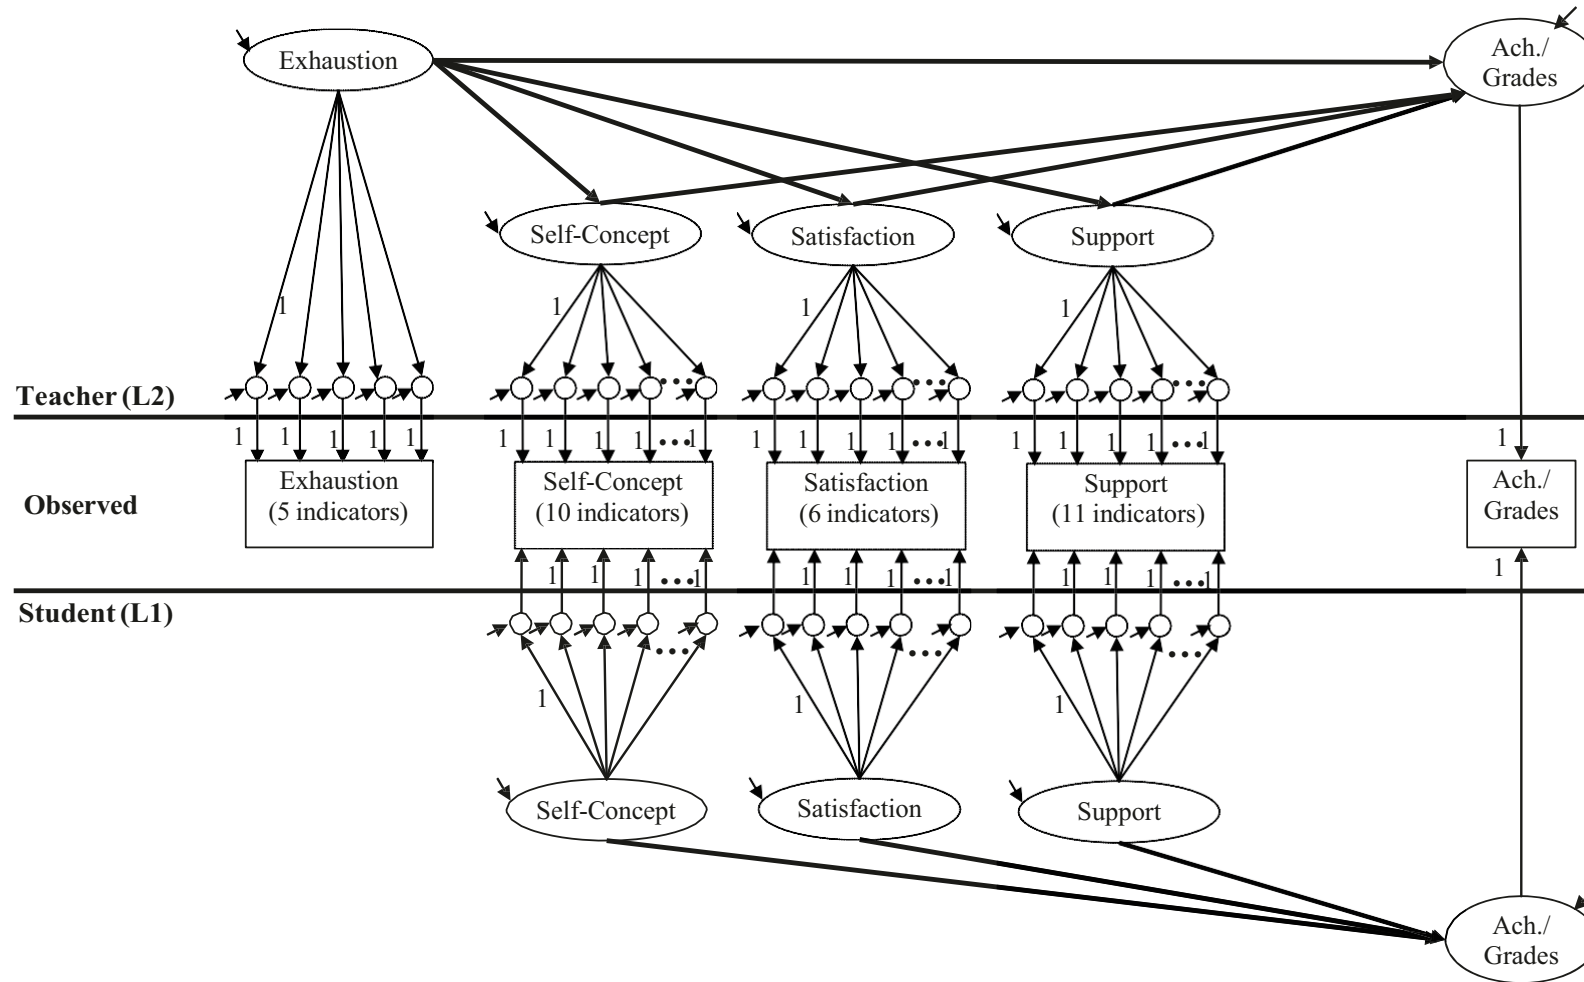 Exhaustion
Ach./
Grades
Self-Concept
Satisfaction
Support
1
1
1
1
Teacher (L2)
1
1
1
1
1
1
1
1
1
•••
1
1
1
1
1
•••
1
1
1
1
1
•••
1
1
Observed
Exhaustion
(5 indicators)
Self-Concept
(10 indicators)
Satisfaction
(6 indicators)
Support
(11 indicators)
Ach./
Grades
1
1
1
•••
1
1
1
1
•••
1
1
1
1
•••
1
1
Student (L1)
1
1
1
Self-Concept
Satisfaction
Support
Ach./
Grades